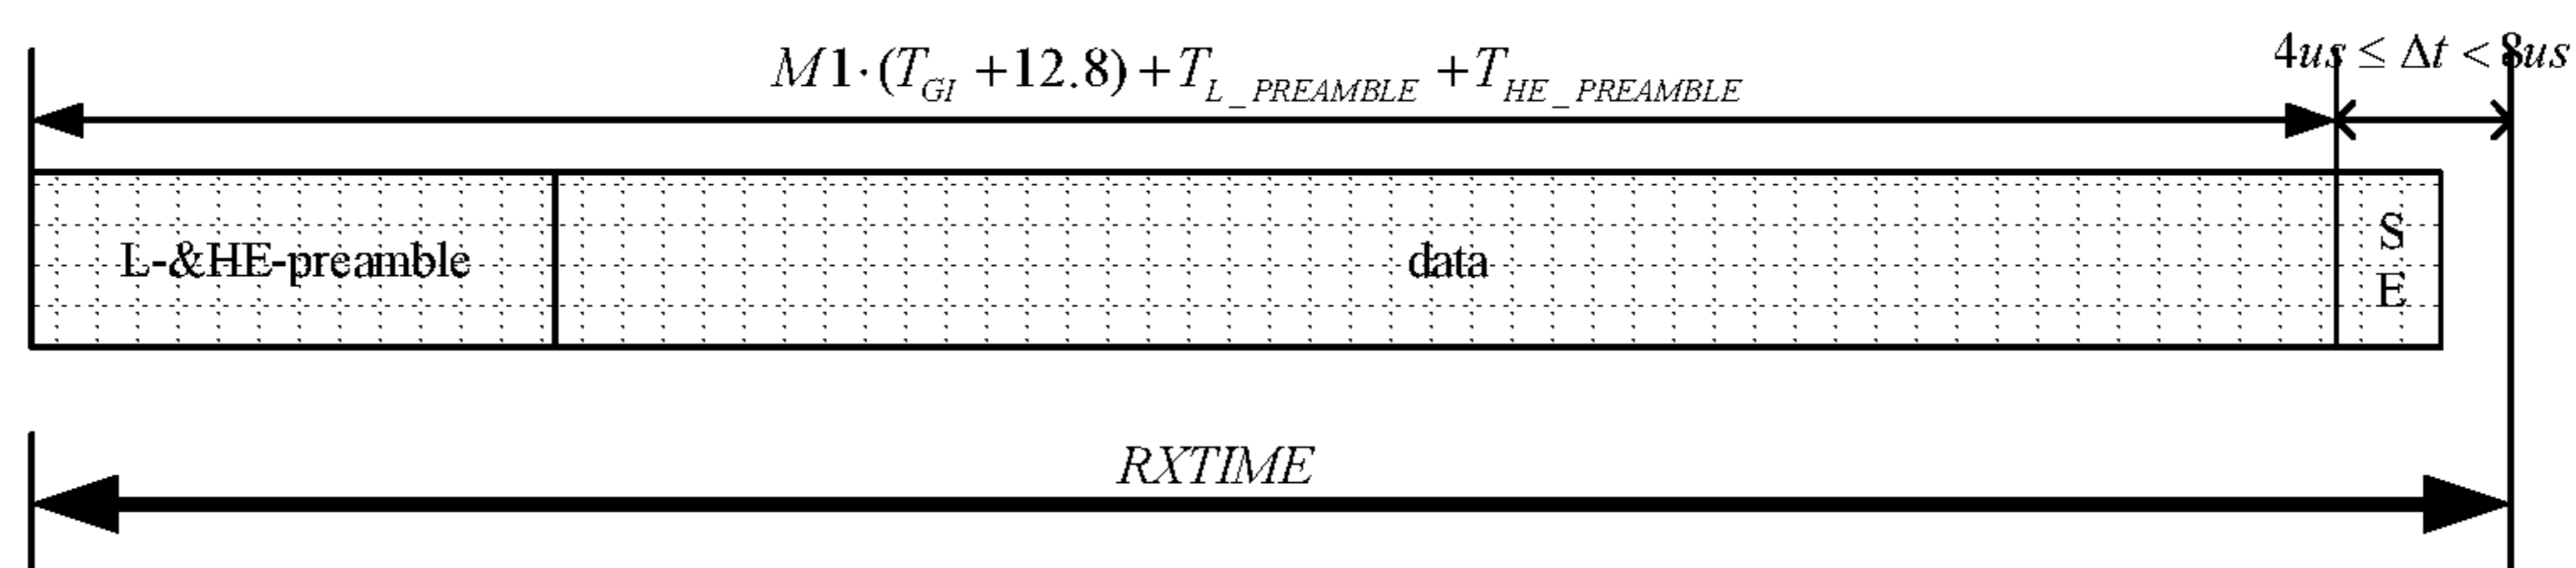 M1·(T_GI +12.8)+T_L_PREAMBLE +T_HE_PREAMBLE
4us ≤ Δt < 8us
L-&HE-preamble
data
S
E
RXTIME